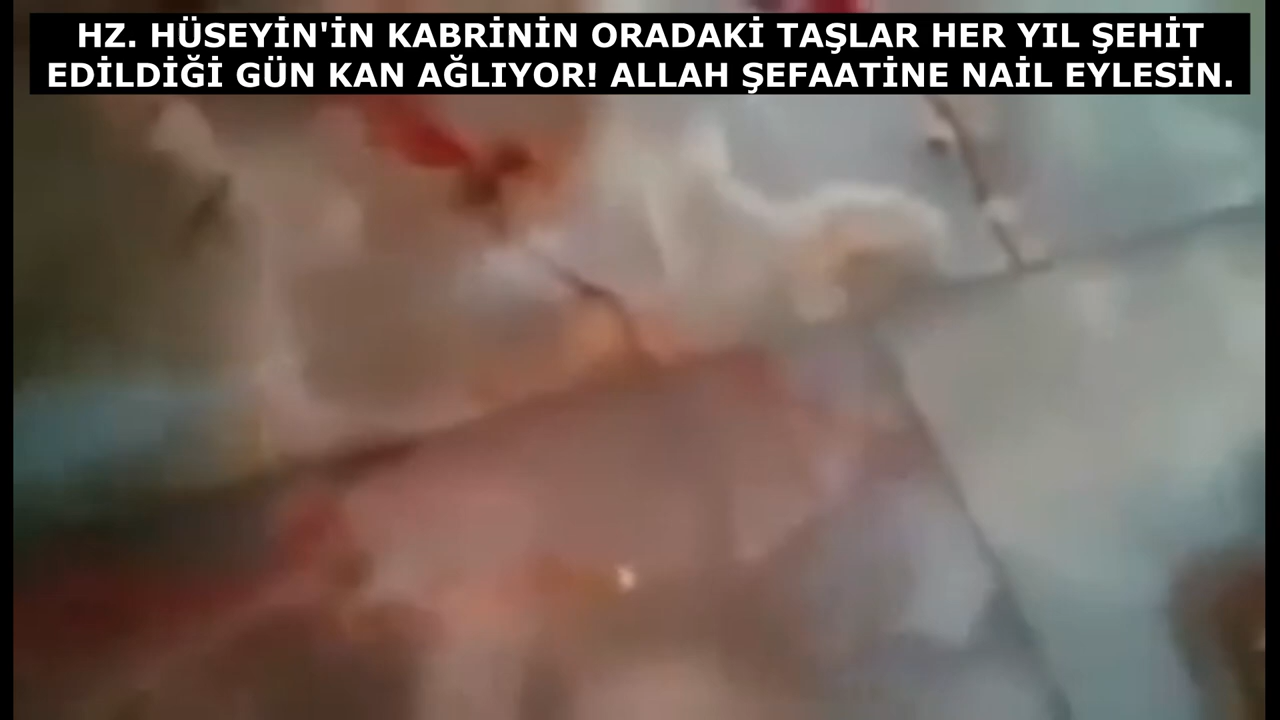 HZ. HÜSEYİN'İN KABRİNİN ORADAKİ TAŞLAR HER YIL ŞEHİT
EDİLDİĞİ GÜN KAN AĞLIYOR! ALLAH ŞEFAATİNE NAİL EYLESİN.